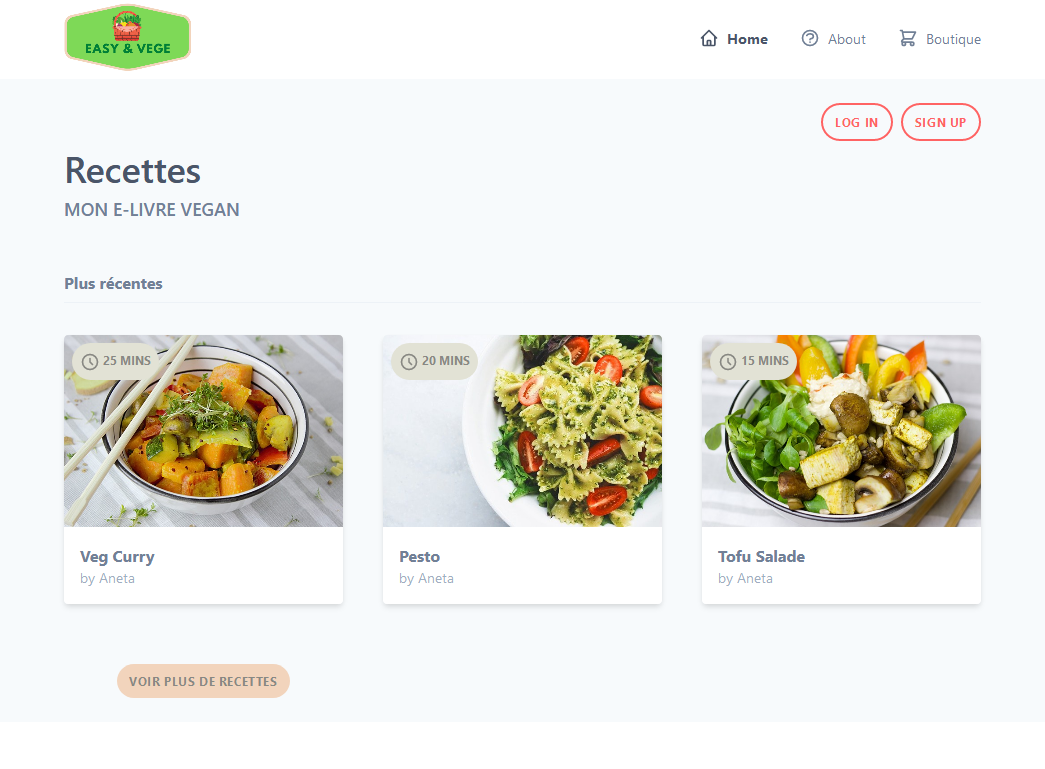 EASY & VEGE
Home
About
Boutique
LOG IN
SIGN UP
Recettes
MON E-LIVRE VEGAN
Plus récentes
25 MINS
20 MINS
15 MINS
Veg Curry
by Aneta
Pesto
by Aneta
Tofu Salade
by Aneta
VOIR PLUS DE RECETTES